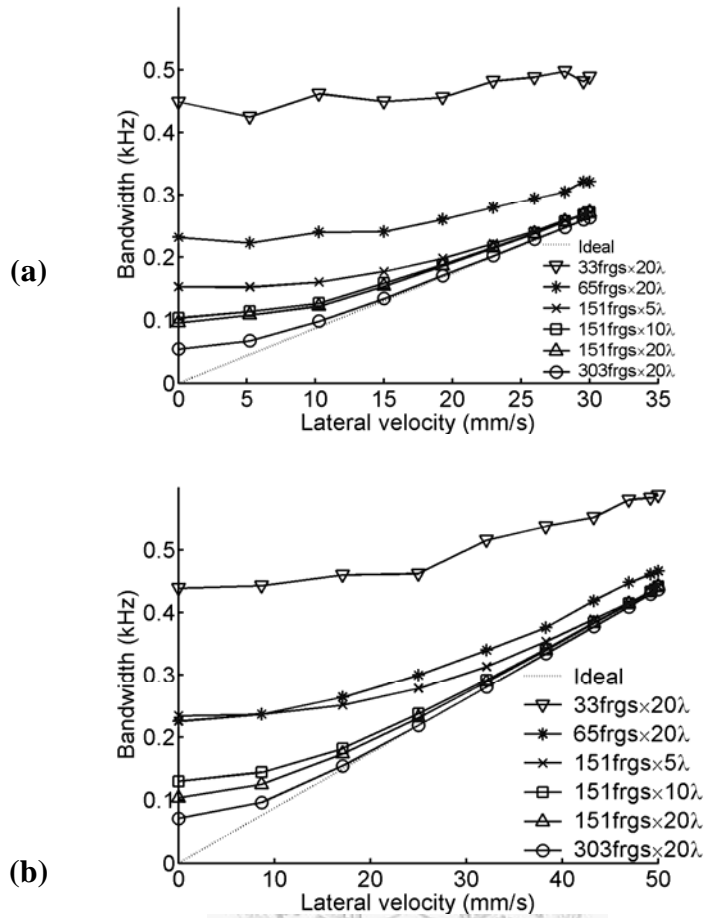 (a)
Bandwidth (kHz)
0.5
0.4
0.3
0.2
0.1
0
Ideal
33frgs×20λ
65frgs×20λ
151frgs×5λ
151frgs×10λ
151frgs×20λ
303frgs×20λ
0 5 10 15 20 25 30 35
Lateral velocity (mm/s)
(b)
Bandwidth (kHz)
0.5
0.4
0.3
0.2
0.1
0
Ideal
33frgs×20λ
65frgs×20λ
151frgs×5λ
151frgs×10λ
151frgs×20λ
303frgs×20λ
0 10 20 30 40 50
Lateral velocity (mm/s)